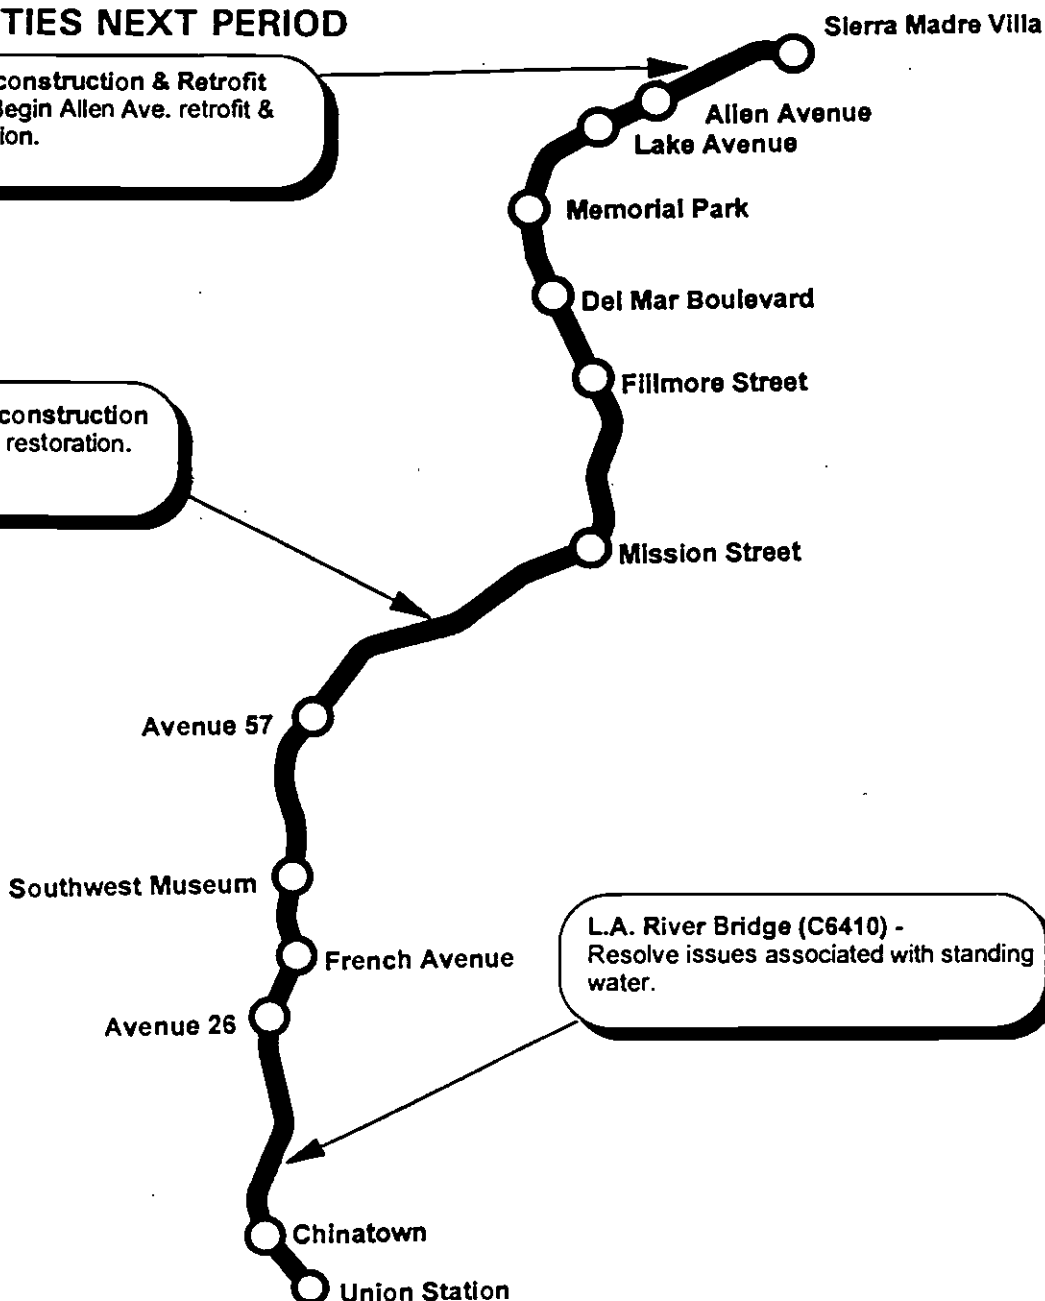 TIES NEXT PERIOD
Sierra Madre Villa
construction & Retrofit
Begin Allen Ave. retrofit &
ion.
Allen Avenue
Lake Avenue
Memorial Park
Del Mar Boulevard
Fillmore Street
construction
restoration.
Mission Street
Avenue 57
Southwest Museum
French Avenue
L.A. River Bridge (C6410) -
Resolve issues associated with standing
water.
Avenue 26
Chinatown
Union Station